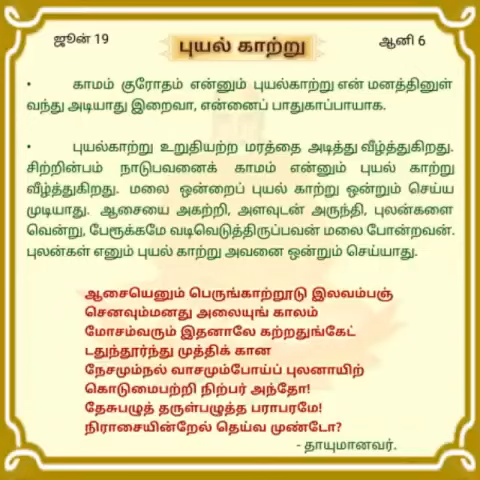 ஜூன் 19
புயல் காற்று
ஆனி 6
• காமம் குரோதம் என்னும் புயல்காற்று என் மனத்தினுள்
வந்து அடியாது இறைவா, என்னைப் பாதுகாப்பாயாக.
• புயல்காற்று உறுதியற்ற மரத்தை அடித்து வீழ்த்துகிறது.
சிற்றின்பம் நாடுபவனைக் காமம் என்னும் புயல் காற்று
வீழ்த்துகிறது. மலை ஒன்றைப் புயல் காற்று ஒன்றும் செய்ய
முடியாது. ஆசையை அகற்றி, அளவுடன் அருந்தி, புலன்களை
வென்று, பேரூக்கமே வடிவெடுத்திருப்பவன் மலை போன்றவன்.
புலன்கள் எனும் புயல் காற்று அவனை ஒன்றும் செய்யாது.
ஆசையெனும் பெருங்காற்றூடு இலவம்பஞ்
செனவும்மனது அலையுங் காலம்
மோசம்வரும் இதனாலே கற்றதுங்கேட்
டதுந்தூர்ந்து முத்திக் கான
நேசமும்நல் வாசமும்போய்ப் புலனாயிற்
கொடுமைபற்றி நிற்பர் அந்தோ!
தேசுபழுத் தருள்பழுத்த பராபரமே!
நிராசையின்றேல் தெய்வ முண்டோ?
- தாயுமானவர்.